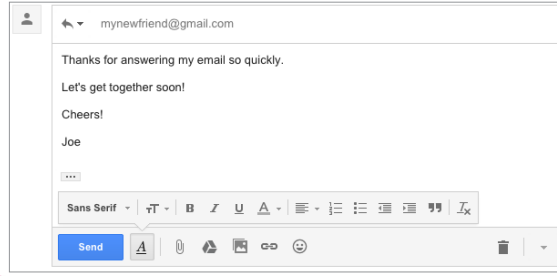 mynewfriend@gmail.com
Thanks for answering my email so quickly.
Let's get together soon!
Cheers!
Joe
...
Sans Serif TT B I U A
Send A